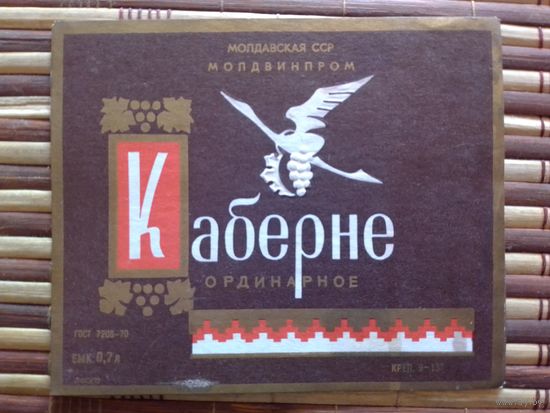 МОЛДАВСКАЯ ССР
МОЛДВИНПРОМ
Каберне
ОРДИНАРНОЕ
ГОСТ 7208-70
ЕМК. 0,7 л
КРЕП. 9-13°